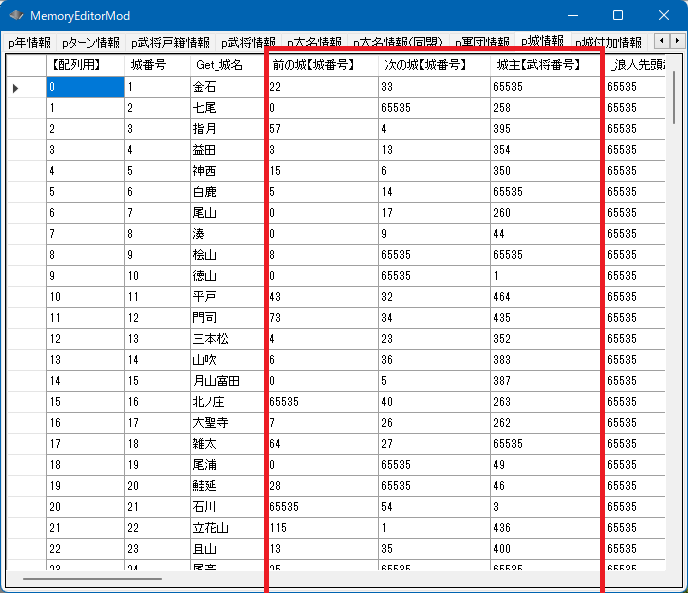 MemoryEditorMod
p年情報 pターン情報 p武将戸籍情報 p武将情報 p大名情報 p大名情報(同盟) p軍団情報 p城情報 p城付加情報
【配列用】 城番号 Get_城名 前の城【城番号】 次の城【城番号】 城主【武将番号】 _浪人先頭
0 1 金石 22 33 65535 65535
1 2 七尾 0 65535 258 65535
2 3 指月 57 4 395 65535
3 4 益田 3 13 354 65535
4 5 神西 15 6 350 65535
5 6 白鹿 5 14 65535 65535
6 7 尾山 0 17 260 65535
7 8 湊 0 9 44 65535
8 9 桧山 8 65535 65535 65535
9 10 徳山 0 65535 1 65535
10 11 平戸 43 32 464 65535
11 12 門司 73 34 435 65535
12 13 三本松 4 23 352 65535
13 14 山吹 6 36 383 65535
14 15 月山富田 0 5 387 65535
15 16 北ノ庄 65535 40 263 65535
16 17 大聖寺 7 26 262 65535
17 18 雑太 64 27 65535 65535
18 19 尾浦 0 65535 49 65535
19 20 鮭延 28 65535 46 65535
20 21 石川 65535 54 3 65535
21 22 立花山 115 1 436 65535
22 23 且山 13 35 400 65535
23 24 尾高 25 65535 65535 65535